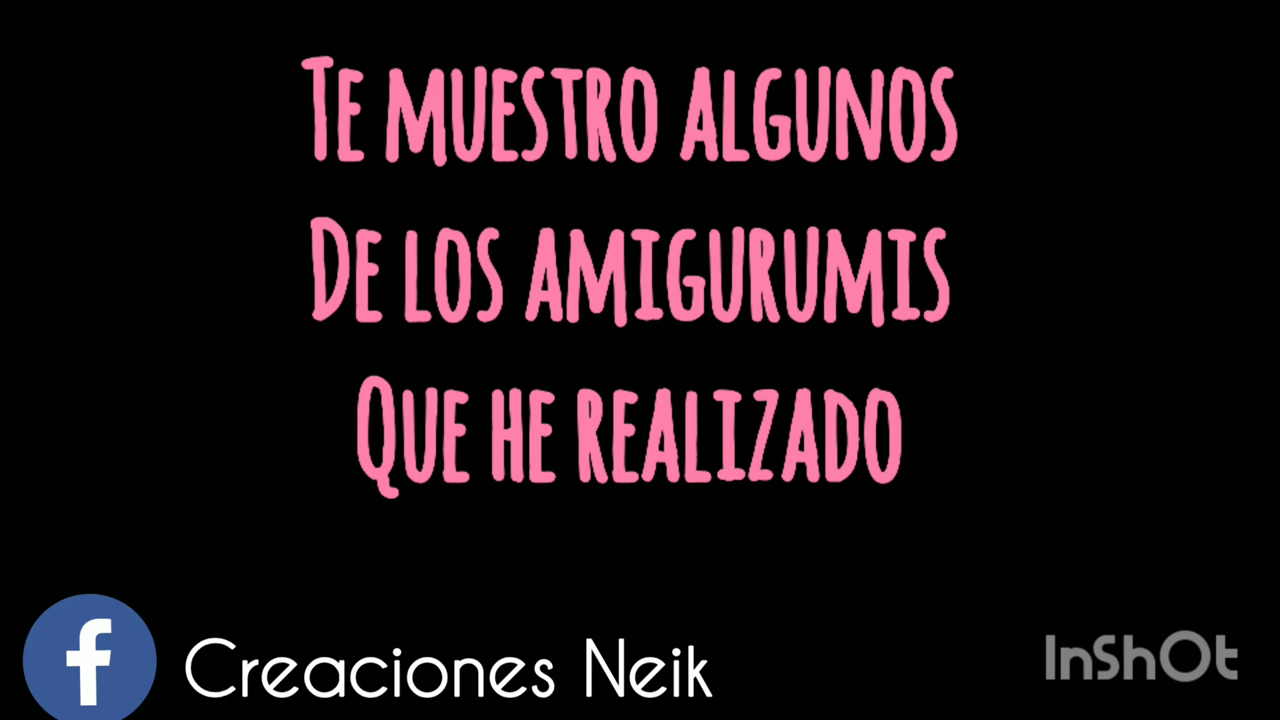 Te muestro algunos
De los amigurumis
Que he realizado
Creaciones Neik
InShOt